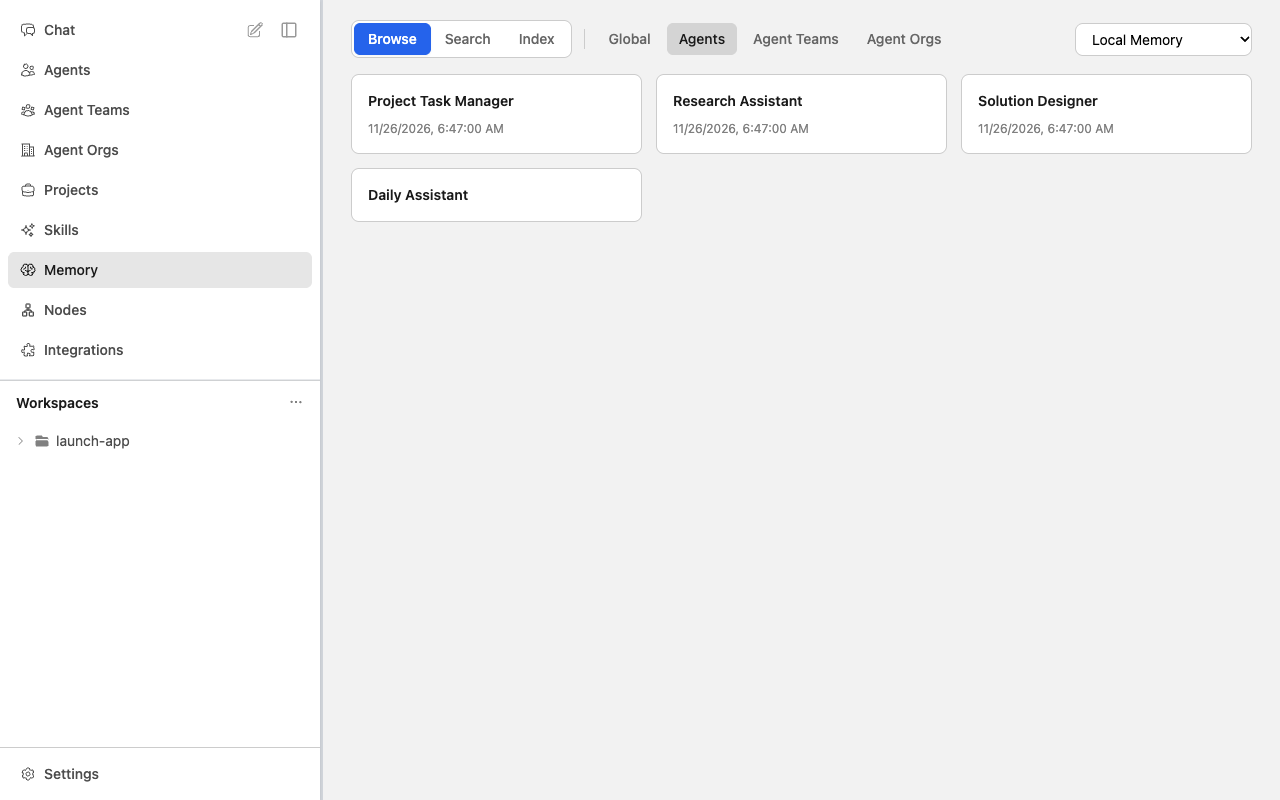 Chat
Agents
Agent Teams
Agent Orgs
Projects
Skills
Memory
Nodes
Integrations
Workspaces
launch-app
Settings
Browse Search Index Global Agents Agent Teams Agent Orgs Local Memory
Project Task Manager
11/26/2026, 6:47:00 AM
Research Assistant
11/26/2026, 6:47:00 AM
Solution Designer
11/26/2026, 6:47:00 AM
Daily Assistant